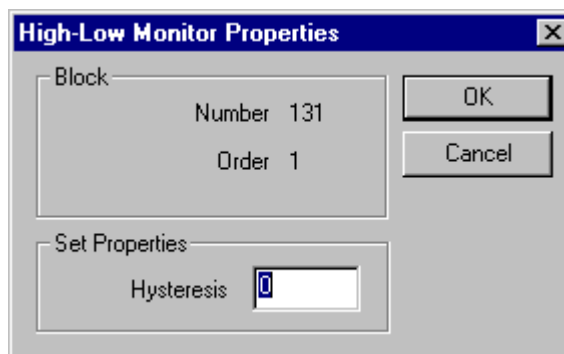 High-Low Monitor Properties
Block
Number 131
Order 1
OK
Cancel
Set Properties
Hysteresis 0